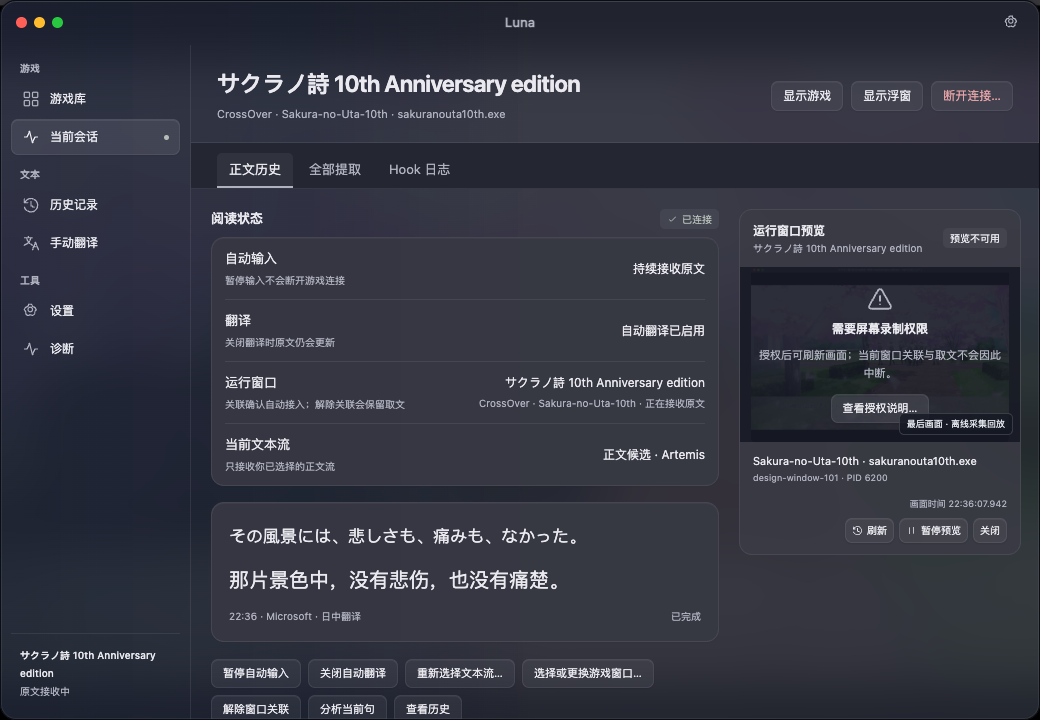 Luna
游戏
游戏库
当前会话
文本
历史记录
手动翻译
工具
设置
诊断
サクラノ詩 10th Anniversary
edition
原文接收中
サクラノ詩 10th Anniversary edition
CrossOver · Sakura-no-Uta-10th · sakuranouta10th.exe
显示游戏
显示浮窗
断开连接…
正文历史
全部提取
Hook 日志
阅读状态
已连接
自动输入
暂停输入不会断开游戏连接
持续接收原文
翻译
关闭翻译时原文仍会更新
自动翻译已启用
运行窗口
关联确认自动接入；解除关联会保留取文
サクラノ詩 10th Anniversary edition
CrossOver · Sakura-no-Uta-10th · 正在接收原文
当前文本流
只接收你已选择的正文流
正文候选 · Artemis
その風景には、悲しさも、痛みも、なかった。
那片景色中，没有悲伤，也没有痛楚。
22:36 · Microsoft · 日中翻译
已完成
暂停自动输入
关闭自动翻译
重新选择文本流…
选择或更换游戏窗口…
解除窗口关联
分析当前句
查看历史
运行窗口预览
サクラノ詩 10th Anniversary edition
预览不可用
需要屏幕录制权限
授权后可刷新画面；当前窗口关联与取文不会因此
中断。
查看授权说明…
最后画面 · 离线采集回放
Sakura-no-Uta-10th · sakuranouta10th.exe
design-window-101 · PID 6200
画面时间 22:36:07.942
刷新
暂停预览
关闭